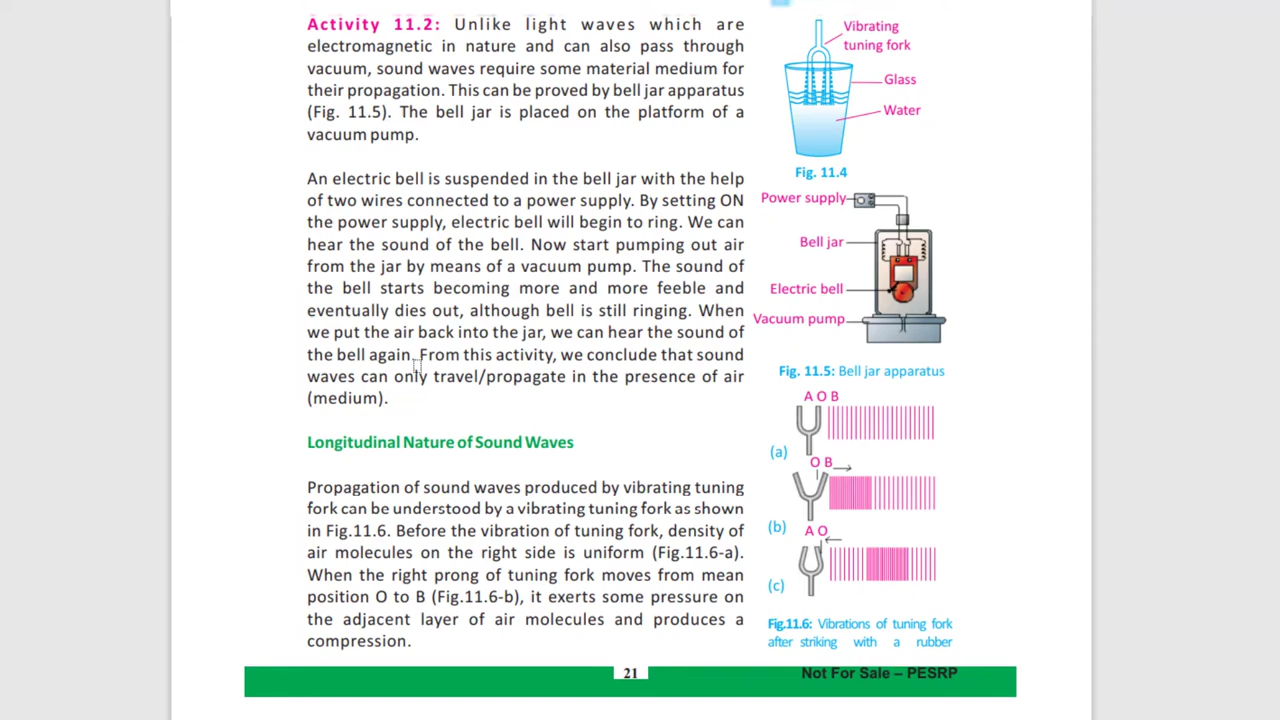 Activity 11.2: Unlike light waves which are
electromagnetic in nature and can also pass through
vacuum, sound waves require some material medium for
their propagation. This can be proved by bell jar apparatus
(Fig. 11.5). The bell jar is placed on the platform of a
vacuum pump.
An electric bell is suspended in the bell jar with the help
of two wires connected to a power supply. By setting ON
the power supply, electric bell will begin to ring. We can
hear the sound of the bell. Now start pumping out air
from the jar by means of a vacuum pump. The sound of
the bell starts becoming more and more feeble and
eventually dies out, although bell is still ringing. When
we put the air back into the jar, we can hear the sound of
the bell again. From this activity, we conclude that sound
waves can only travel/propagate in the presence of air
(medium).
Longitudinal Nature of Sound Waves
Propagation of sound waves produced by vibrating tuning
fork can be understood by a vibrating tuning fork as shown
in Fig.11.6. Before the vibration of tuning fork, density of
air molecules on the right side is uniform (Fig.11.6-a).
When the right prong of tuning fork moves from mean
position O to B (Fig.11.6-b), it exerts some pressure on
the adjacent layer of air molecules and produces a
compression.
Vibrating
tuning fork
Glass
Water
Fig. 11.4
Power supply
Bell jar
Electric bell
Vacuum pump
Fig. 11.5: Bell jar apparatus
A O B
(a)
O B
(b)
A O
(c)
Fig.11.6: Vibrations of tuning fork
after striking with a rubber
21
Not For Sale – PESRP